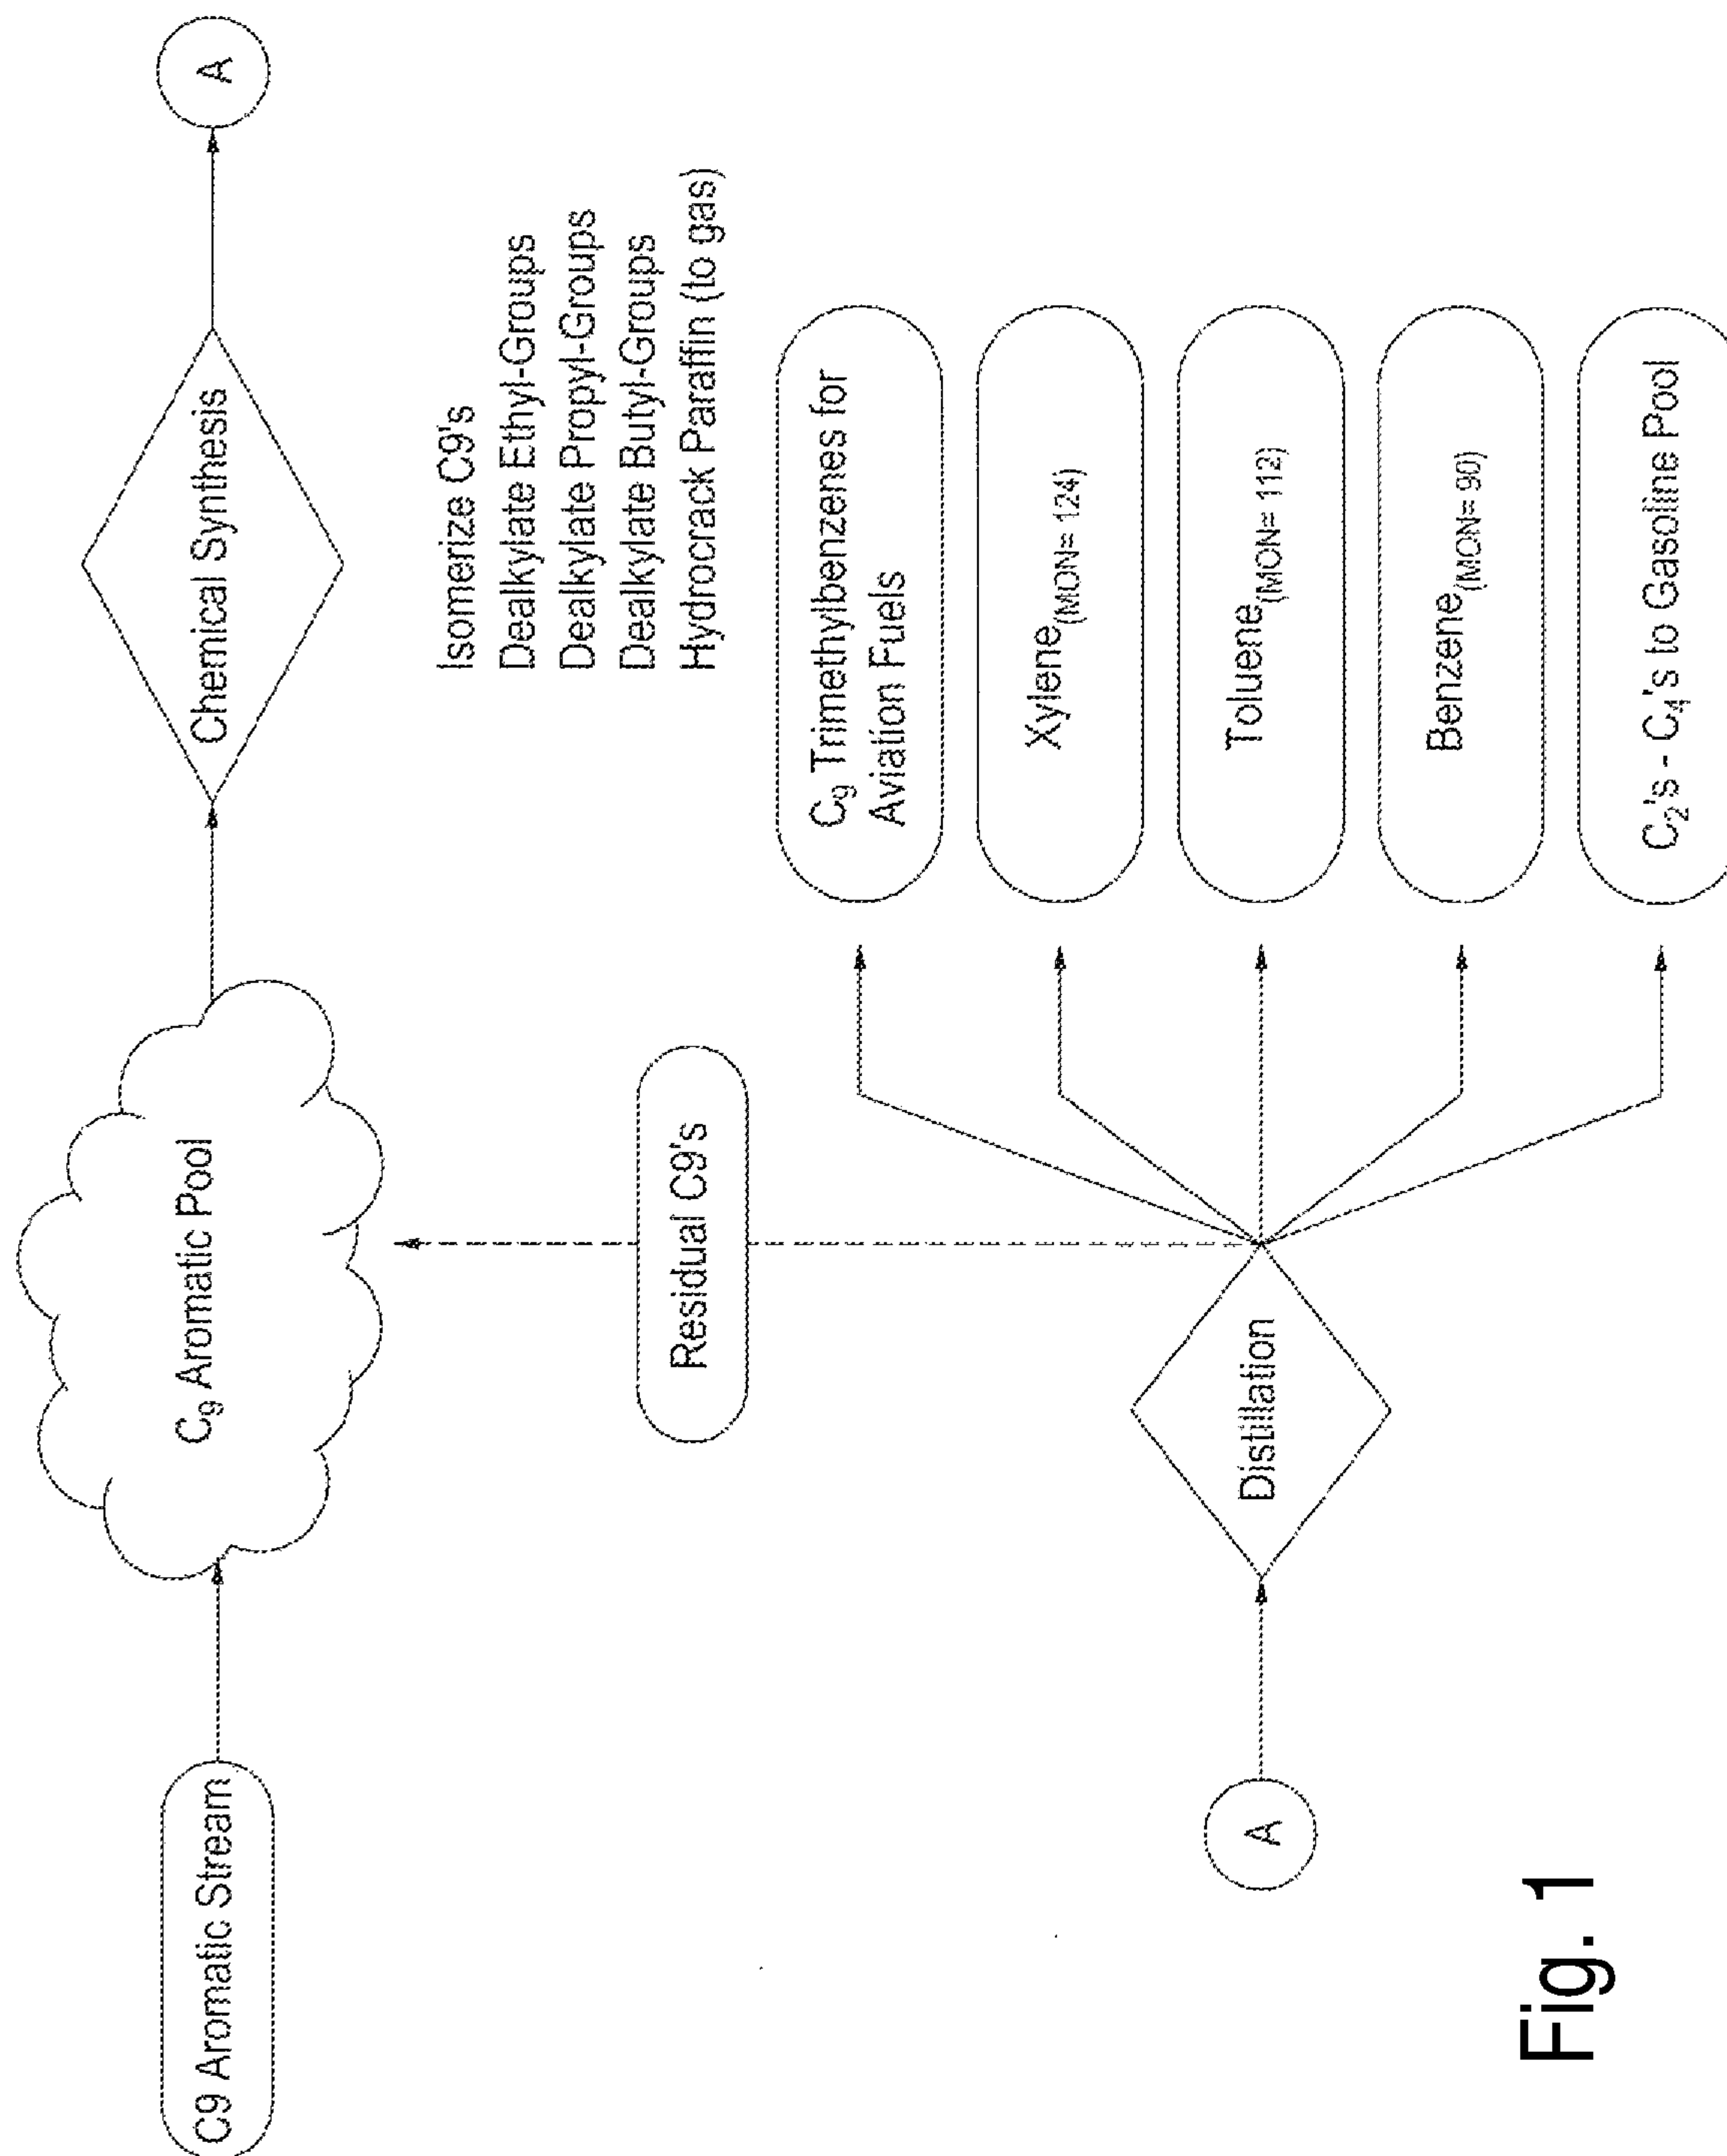 C9 Aromatic Stream
C₉ Aromatic Pool
Chemical Synthesis
A
Isomerize C9's
Dealkylate Ethyl-Groups
Dealkylate Propyl-Groups
Dealkylate Butyl-Groups
Hydrocrack Paraffin (to gas)
Residual C9's
A
Distillation
C₉ Trimethylbenzenes for
Aviation Fuels
Xylene(MON= 124)
Toluene(MON= 112)
Benzene(MON= 90)
C₂'s - C₄'s to Gasoline Pool
Fig. 1